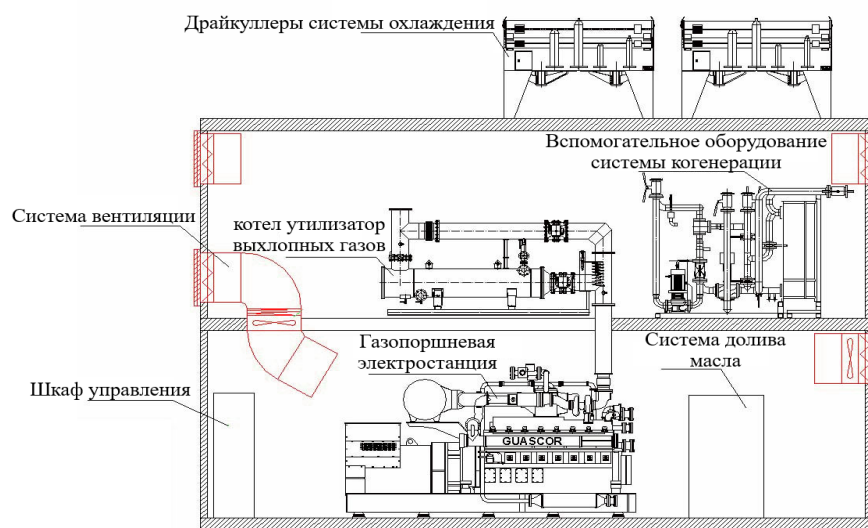 Драйкуллеры системы охлаждения
Вспомогательное оборудование
системы когенерации
Система вентиляции
котел утилизатор
выхлопных газов
Газопоршневая
электростанция
Система долива
масла
Шкаф управления
GUASCOR